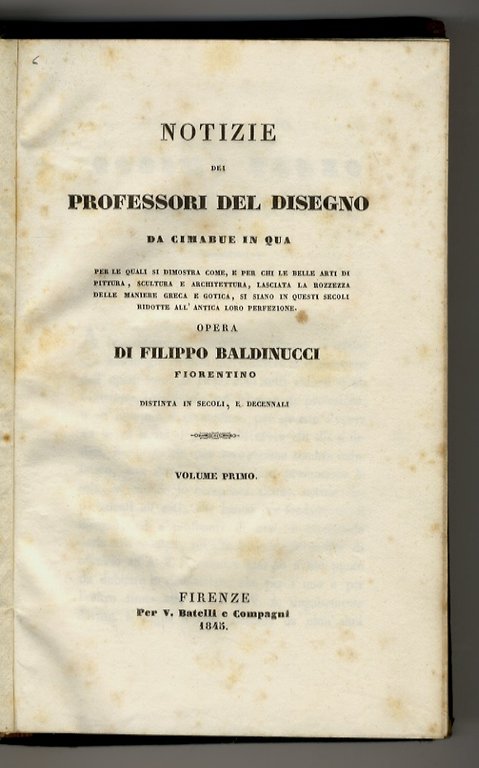 6
NOTIZIE
DEI
PROFESSORI DEL DISEGNO
DA CIMABUE IN QUA
PER LE QUALI SI DIMOSTRA COME, E PER CHI LE BELLE ARTI DI
PITTURA, SCULTURA E ARCHITETTURA, LASCIATA LA ROZZEZZA
DELLE MANIERE GRECA E GOTICA, SI SIANO IN QUESTI SECOLI
RIDOTTE ALL' ANTICA LORO PERFEZIONE.
OPERA
DI FILIPPO BALDINUCCI
FIORENTINO
DISTINTA IN SECOLI, E DECENNALI
VOLUME PRIMO.
FIRENZE
Per V. Batelli e Compagni
1845.